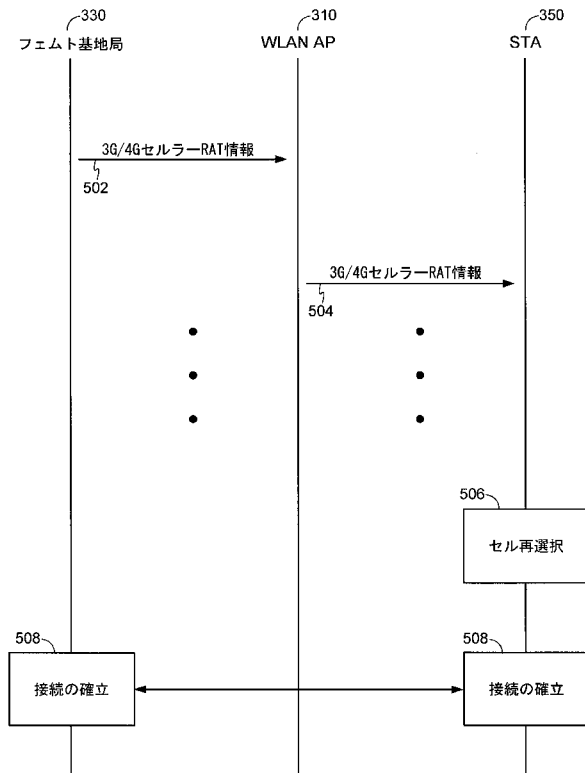 330
310
350
フェムト基地局
WLAN AP
STA
3G/4GセルラーRAT情報
502
3G/4GセルラーRAT情報
504
506
セル再選択
508
508
接続の確立
接続の確立